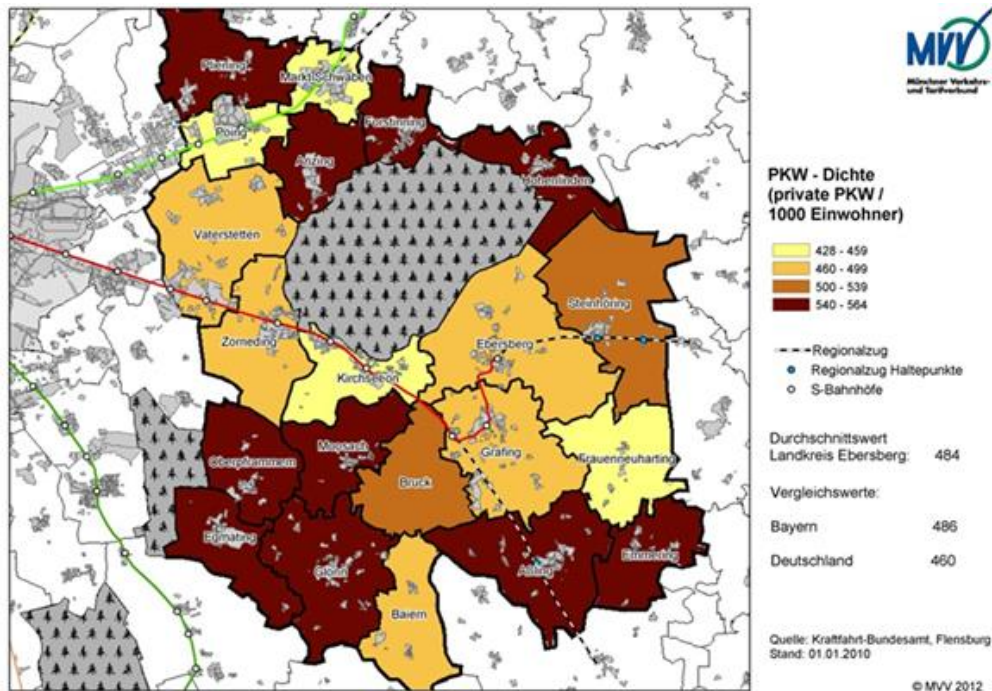 MVV
Münchner Verkehrs-
und Tarifverbund
Pliening
Markt Schwaben
Forstinning
Poing
Anzing
Hohenlinden
Vaterstetten
Steinhöring
Zorneding
Ebersberg
Kirchseeon
Moosach
Grafing
Frauenneuharting
Oberpframmern
Bruck
Egmating
Glonn
Aßling
Emmering
Baiern
PKW - Dichte
(private PKW /
1000 Einwohner)
428 - 459
460 - 499
500 - 539
540 - 564
Regionalzug
Regionalzug Haltepunkte
S-Bahnhöfe
Durchschnittswert
Landkreis Ebersberg: 484
Vergleichswerte:
Bayern 486
Deutschland 460
Quelle: Kraftfahrt-Bundesamt, Flensburg
Stand: 01.01.2010
© MVV 2012